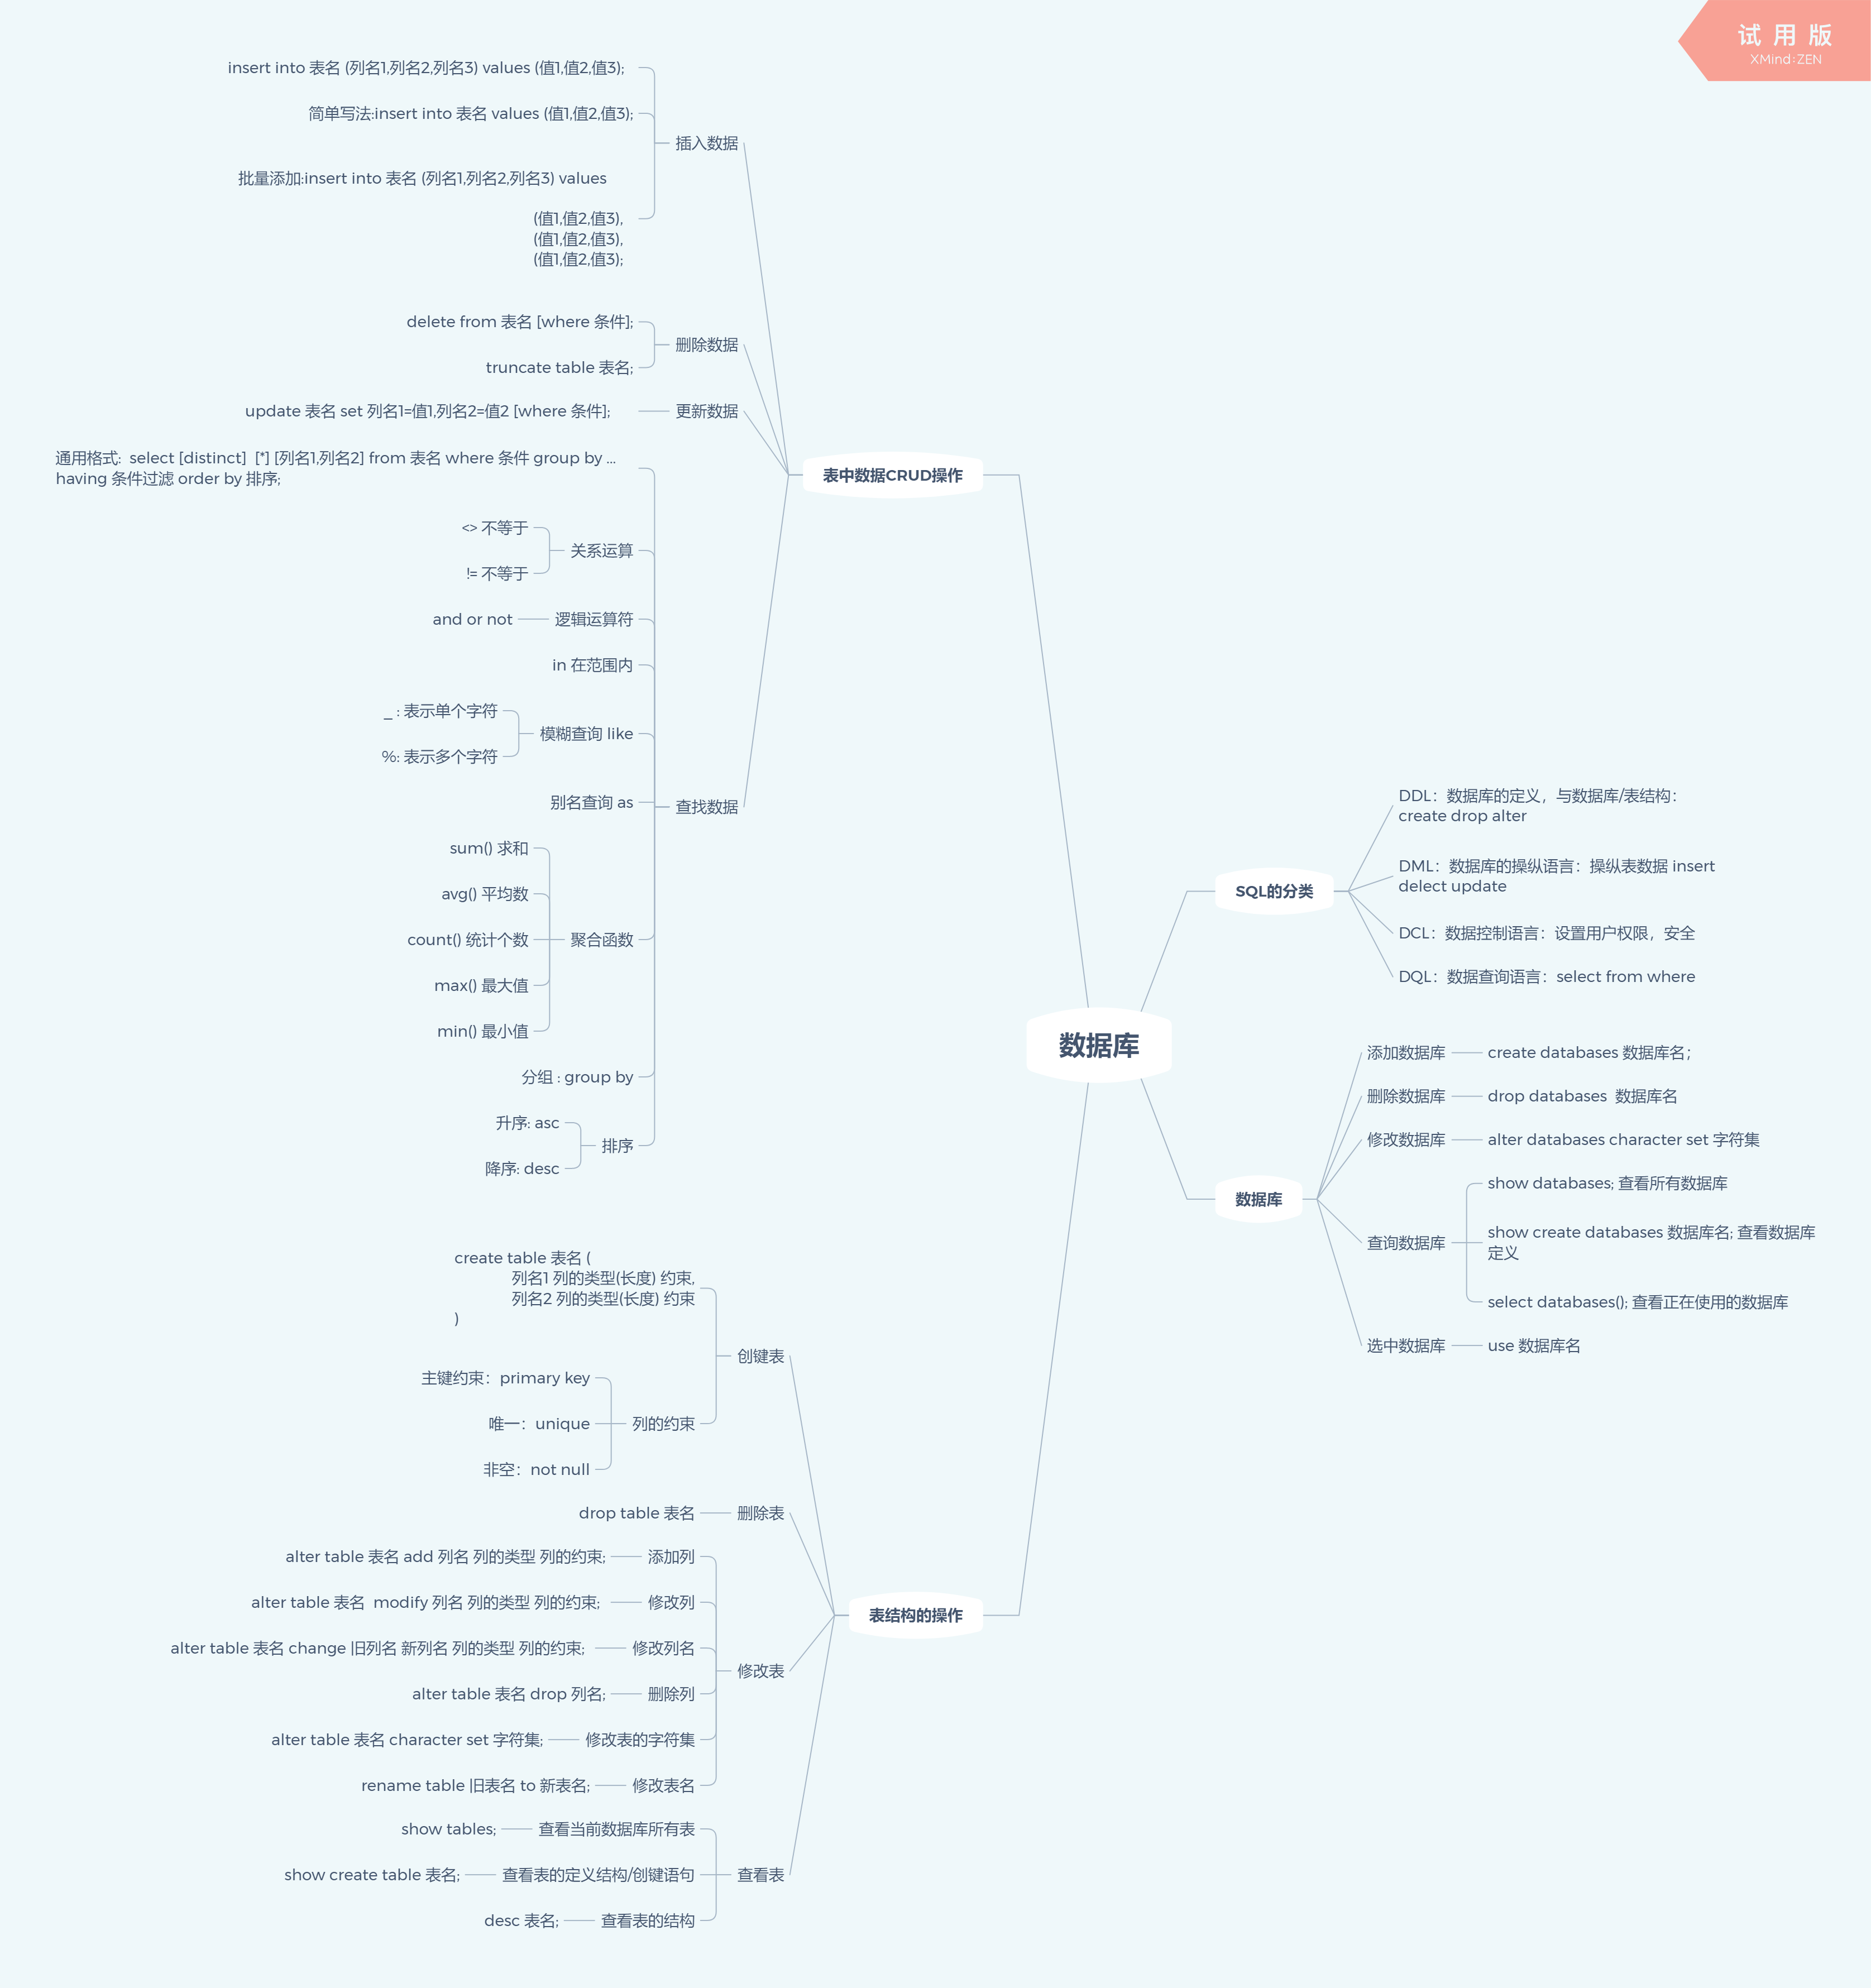 试 用 版
XMind:ZEN
数据库
SQL的分类
DDL：数据库的定义，与数据库/表结构：
create drop alter
DML：数据库的操纵语言：操纵表数据 insert
delect update
DCL：数据控制语言：设置用户权限，安全
DQL：数据查询语言：select from where
数据库
添加数据库
create databases 数据库名；
删除数据库
drop databases  数据库名
修改数据库
alter databases character set 字符集
查询数据库
show databases; 查看所有数据库
show create databases 数据库名; 查看数据库
定义
select databases(); 查看正在使用的数据库
选中数据库
use 数据库名
表结构的操作
创键表
create table 表名 (
列名1 列的类型(长度) 约束,
列名2 列的类型(长度) 约束
)
列的约束
主键约束：primary key
唯一：unique
非空：not null
删除表
drop table 表名
修改表
添加列
alter table 表名 add 列名 列的类型 列的约束;
修改列
alter table 表名  modify 列名 列的类型 列的约束;
修改列名
alter table 表名 change 旧列名 新列名 列的类型 列的约束;
删除列
alter table 表名 drop 列名;
修改表的字符集
alter table 表名 character set 字符集;
修改表名
rename table 旧表名 to 新表名;
查看表
查看当前数据库所有表
show tables;
查看表的定义结构/创键语句
show create table 表名;
查看表的结构
desc 表名;
表中数据CRUD操作
插入数据
insert into 表名 (列名1,列名2,列名3) values (值1,值2,值3);
简单写法:insert into 表名 values (值1,值2,值3);
批量添加:insert into 表名 (列名1,列名2,列名3) values
(值1,值2,值3),
(值1,值2,值3),
(值1,值2,值3);
删除数据
delete from 表名 [where 条件];
truncate table 表名;
更新数据
update 表名 set 列名1=值1,列名2=值2 [where 条件];
查找数据
通用格式:  select [distinct]  [*] [列名1,列名2] from 表名 where 条件 group by ...
having 条件过滤 order by 排序;
关系运算
<> 不等于
!= 不等于
逻辑运算符
and or not
in 在范围内
模糊查询 like
_ : 表示单个字符
%: 表示多个字符
别名查询 as
聚合函数
sum() 求和
avg() 平均数
count() 统计个数
max() 最大值
min() 最小值
分组 : group by
排序
升序: asc
降序: desc